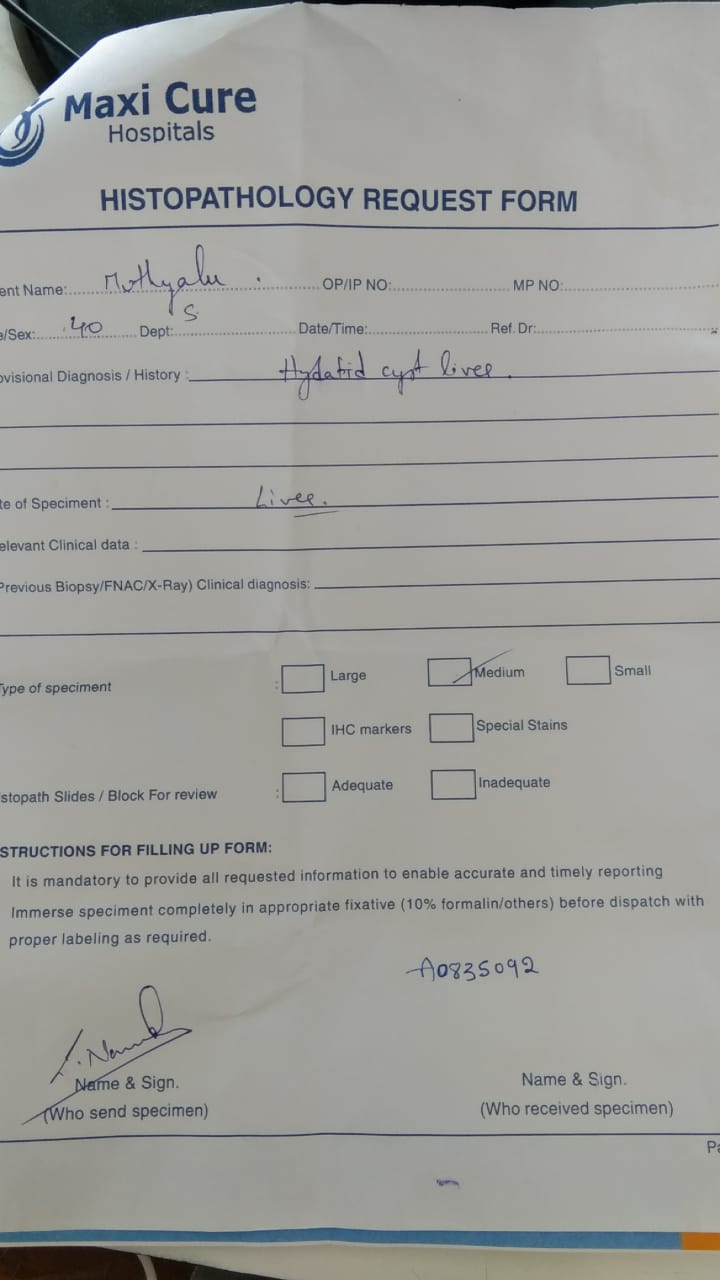 Maxi Cure
Hospitals
HISTOPATHOLOGY REQUEST FORM
ent Name: Muthyalu . OP/IP NO: MP NO:
e/Sex: 40 Dept: S Date/Time: Ref. Dr:
ovisional Diagnosis / History : Hydatid cyst liver.
te of Speciment : Liver.
elevant Clinical data :
Previous Biopsy/FNAC/X-Ray) Clinical diagnosis:
Type of speciment : Large Medium Small
IHC markers Special Stains
stopath Slides / Block For review : Adequate Inadequate
STRUCTIONS FOR FILLING UP FORM:
It is mandatory to provide all requested information to enable accurate and timely reporting
Immerse speciment completely in appropriate fixative (10% formalin/others) before dispatch with
proper labeling as required.
A0835092
Name & Sign. Name & Sign.
(Who send specimen) (Who received specimen)
Pa